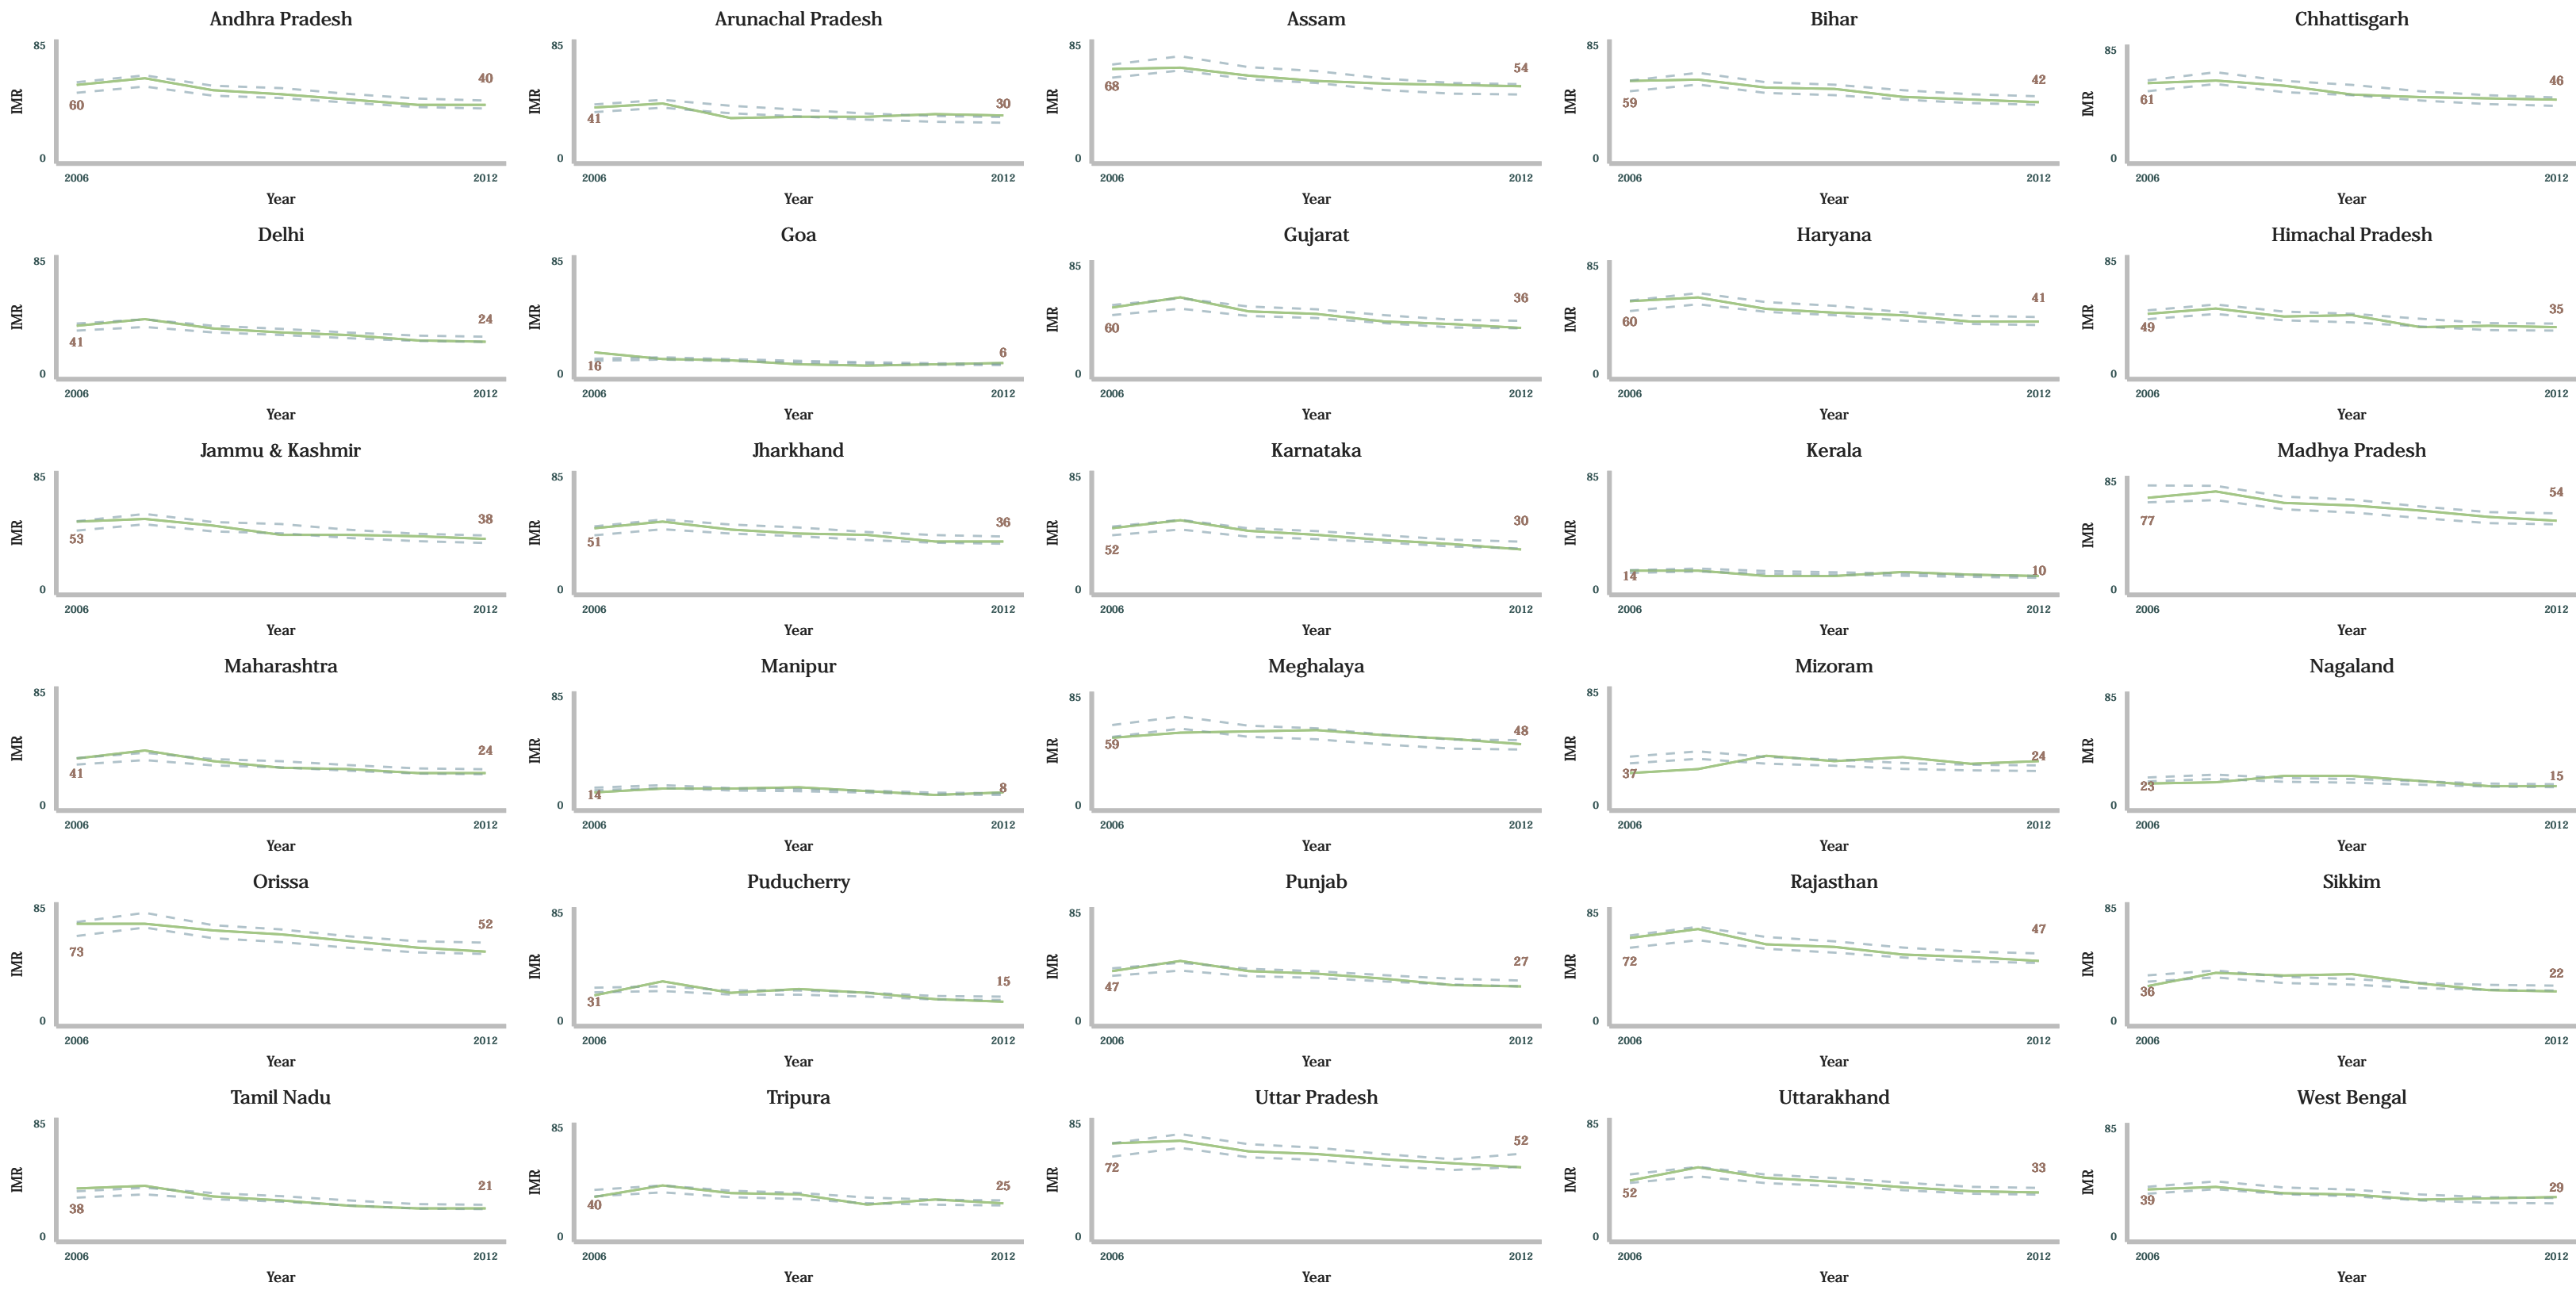 Andhra Pradesh
85
40
IMR
60
0
2006
2012
Year
Arunachal Pradesh
85
30
IMR
41
0
2006
2012
Year
Assam
85
54
IMR
68
0
2006
2012
Year
Bihar
85
42
IMR
59
0
2006
2012
Year
Chhattisgarh
85
46
IMR
61
0
2006
2012
Year
Delhi
85
24
IMR
41
0
2006
2012
Year
Goa
85
6
IMR
16
0
2006
2012
Year
Gujarat
85
36
IMR
60
0
2006
2012
Year
Haryana
85
41
IMR
60
0
2006
2012
Year
Himachal Pradesh
85
35
IMR
49
0
2006
2012
Year
Jammu & Kashmir
85
38
IMR
53
0
2006
2012
Year
Jharkhand
85
36
IMR
51
0
2006
2012
Year
Karnataka
85
30
IMR
52
0
2006
2012
Year
Kerala
85
10
IMR
14
0
2006
2012
Year
Madhya Pradesh
85
54
IMR
77
0
2006
2012
Year
Maharashtra
85
24
IMR
41
0
2006
2012
Year
Manipur
85
8
IMR
14
0
2006
2012
Year
Meghalaya
85
48
IMR
59
0
2006
2012
Year
Mizoram
85
24
IMR
37
0
2006
2012
Year
Nagaland
85
15
IMR
23
0
2006
2012
Year
Orissa
85
52
IMR
73
0
2006
2012
Year
Puducherry
85
15
IMR
31
0
2006
2012
Year
Punjab
85
27
IMR
47
0
2006
2012
Year
Rajasthan
85
47
IMR
72
0
2006
2012
Year
Sikkim
85
22
IMR
36
0
2006
2012
Year
Tamil Nadu
85
21
IMR
38
0
2006
2012
Year
Tripura
85
25
IMR
40
0
2006
2012
Year
Uttar Pradesh
85
52
IMR
72
0
2006
2012
Year
Uttarakhand
85
33
IMR
52
0
2006
2012
Year
West Bengal
85
29
IMR
39
0
2006
2012
Year